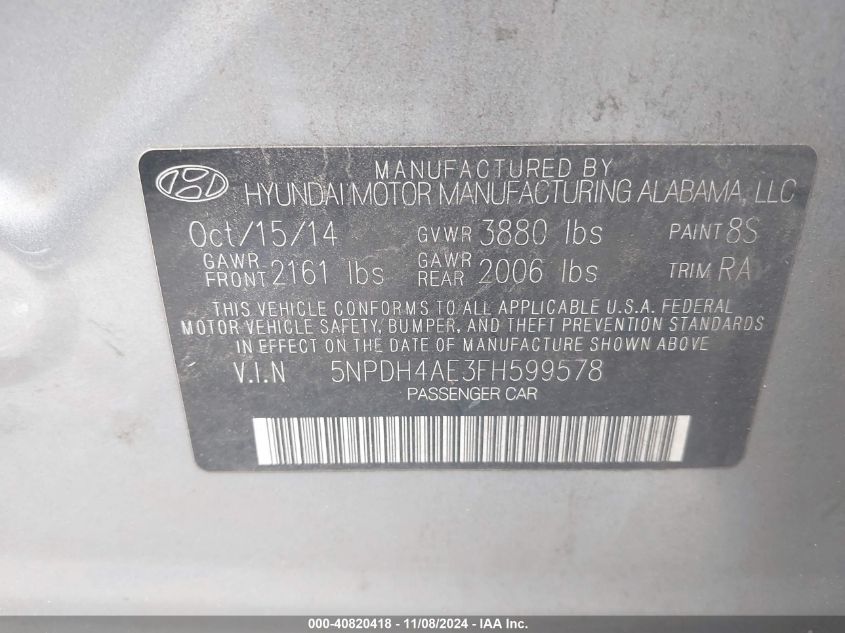 MANUFACTURED BY
HYUNDAI MOTOR MANUFACTURING ALABAMA, LLC
Oct/15/14 GVWR 3880 lbs PAINT 8S
GAWR FRONT 2161 lbs GAWR REAR 2006 lbs TRIM RA
THIS VEHICLE CONFORMS TO ALL APPLICABLE U.S.A. FEDERAL
MOTOR VEHICLE SAFETY, BUMPER, AND THEFT PREVENTION STANDARDS
IN EFFECT ON THE DATE OF MANUFACTURE SHOWN ABOVE
V.I.N 5NPDH4AE3FH599578
PASSENGER CAR
000-40820418 - 11/08/2024 - IAA Inc.